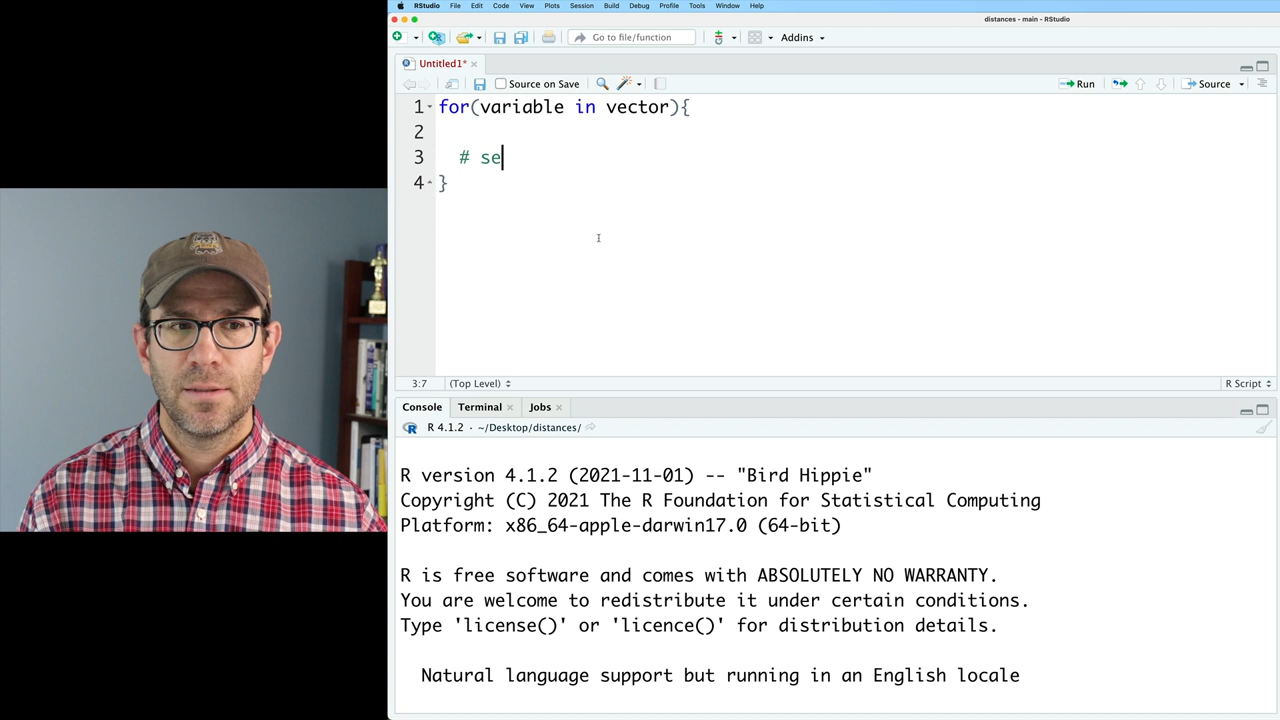 RStudio File Edit Code View Plots Session Build Debug Profile Tools Window Help
distances - main - RStudio
Go to file/function Addins
Untitled1*
Source on Save Run Source
1 for(variable in vector){
2
3 # se
4 }
3:7 (Top Level) R Script
Console Terminal Jobs
R 4.1.2 · ~/Desktop/distances/
R version 4.1.2 (2021-11-01) -- "Bird Hippie"
Copyright (C) 2021 The R Foundation for Statistical Computing
Platform: x86_64-apple-darwin17.0 (64-bit)
R is free software and comes with ABSOLUTELY NO WARRANTY.
You are welcome to redistribute it under certain conditions.
Type 'license()' or 'licence()' for distribution details.
Natural language support but running in an English locale